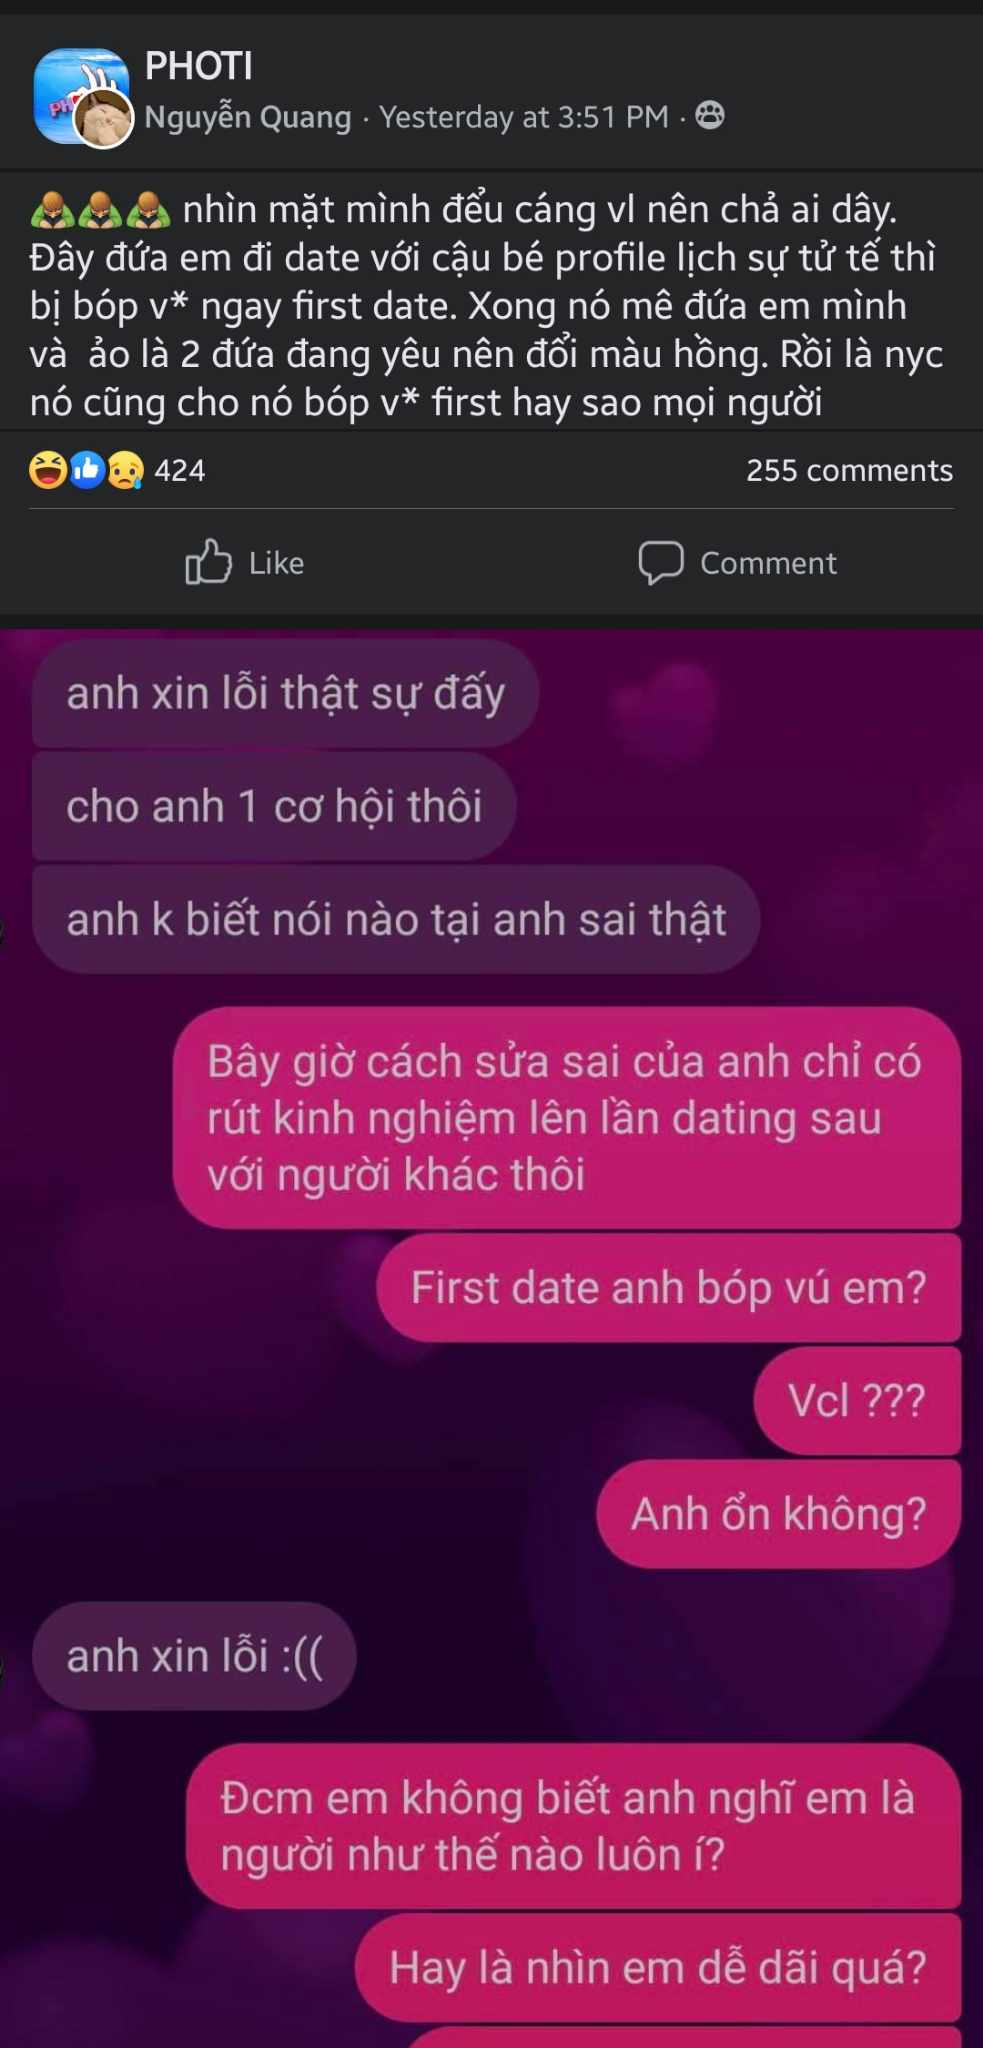 PHOTI
Nguyễn Quang · Yesterday at 3:51 PM ·
nhìn mặt mình đểu cáng vl nên chả ai dây.
Đây đứa em đi date với cậu bé profile lịch sự tử tế thì
bị bóp v* ngay first date. Xong nó mê đứa em mình
và ảo là 2 đứa đang yêu nên đổi màu hồng. Rồi là nyc
nó cũng cho nó bóp v* first hay sao mọi người
424
255 comments
Like
Comment
anh xin lỗi thật sự đấy
cho anh 1 cơ hội thôi
anh k biết nói nào tại anh sai thật
Bây giờ cách sửa sai của anh chỉ có
rút kinh nghiệm lên lần dating sau
với người khác thôi
First date anh bóp vú em?
Vcl ???
Anh ổn không?
anh xin lỗi :((
Đcm em không biết anh nghĩ em là
người như thế nào luôn í?
Hay là nhìn em dễ dãi quá?